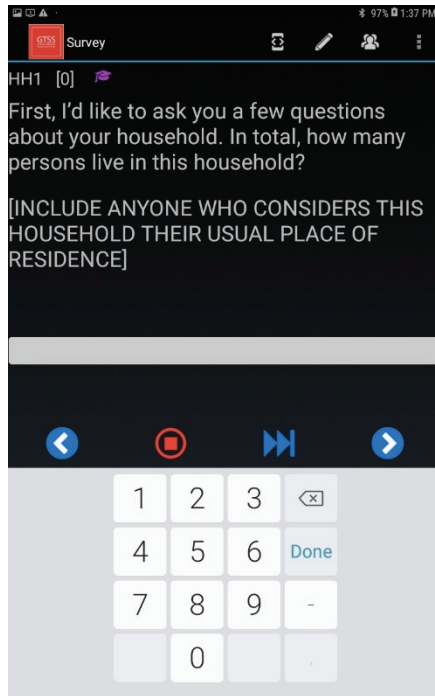 97% 1:37 PM
GTSS Survey
HH1 [0]
First, I'd like to ask you a few questions
about your household. In total, how many
persons live in this household?
[INCLUDE ANYONE WHO CONSIDERS THIS
HOUSEHOLD THEIR USUAL PLACE OF
RESIDENCE]
1 2 3
4 5 6 Done
7 8 9 -
0 ,